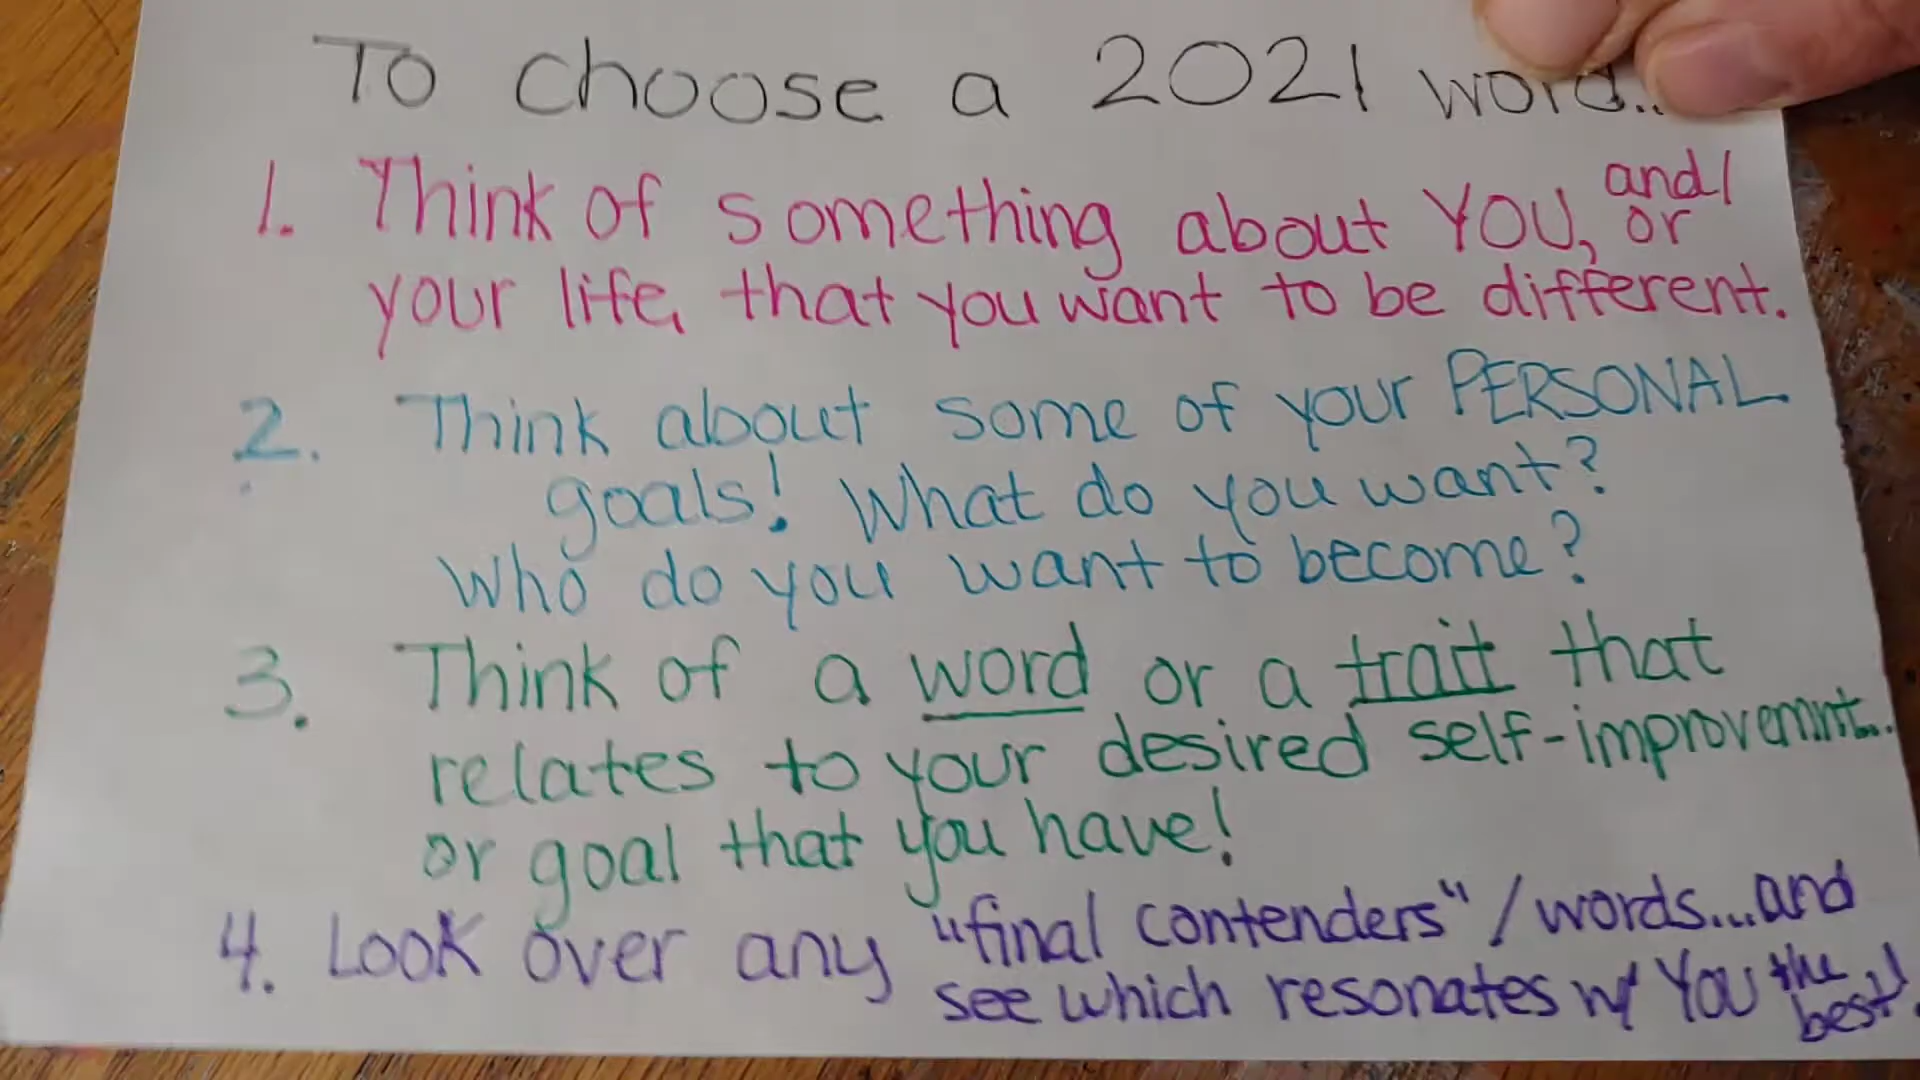 To choose a 2021 word..
1. Think of something about YOU, and/or
your life, that you want to be different.
2. Think about some of your PERSONAL
goals! What do you want?
Who do you want to become?
3. Think of a word or a trait that
relates to your desired self-improvemnt..
or goal that you have!
4. Look over any "final contenders"/words...and
see which resonates w/ You the best!